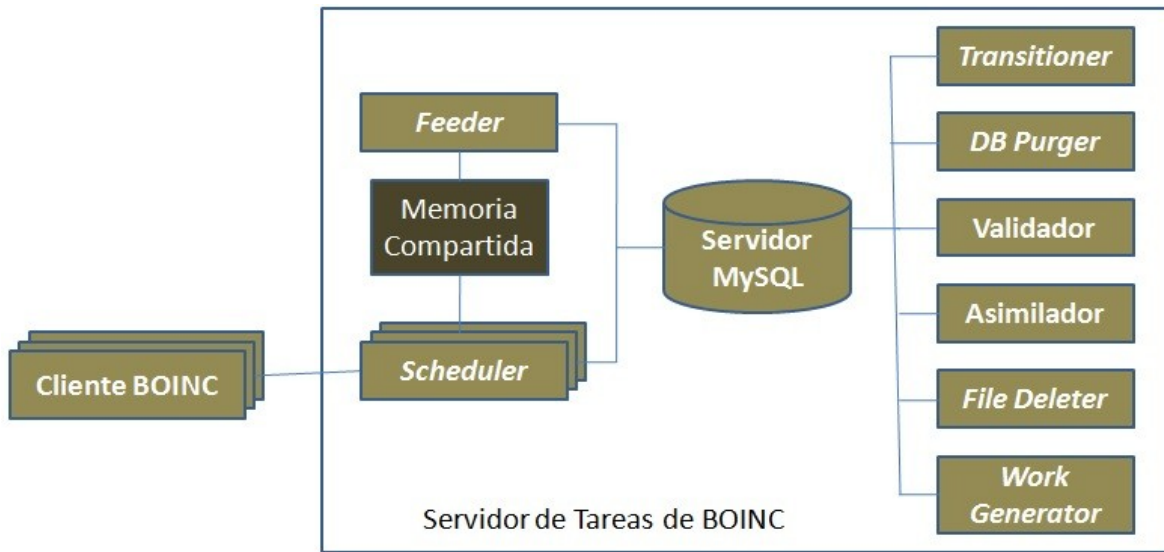 Feeder
Memoria
Compartida
Scheduler
Cliente BOINC
Servidor
MySQL
Transitioner
DB Purger
Validador
Asimilador
File Deleter
Work
Generator
Servidor de Tareas de BOINC